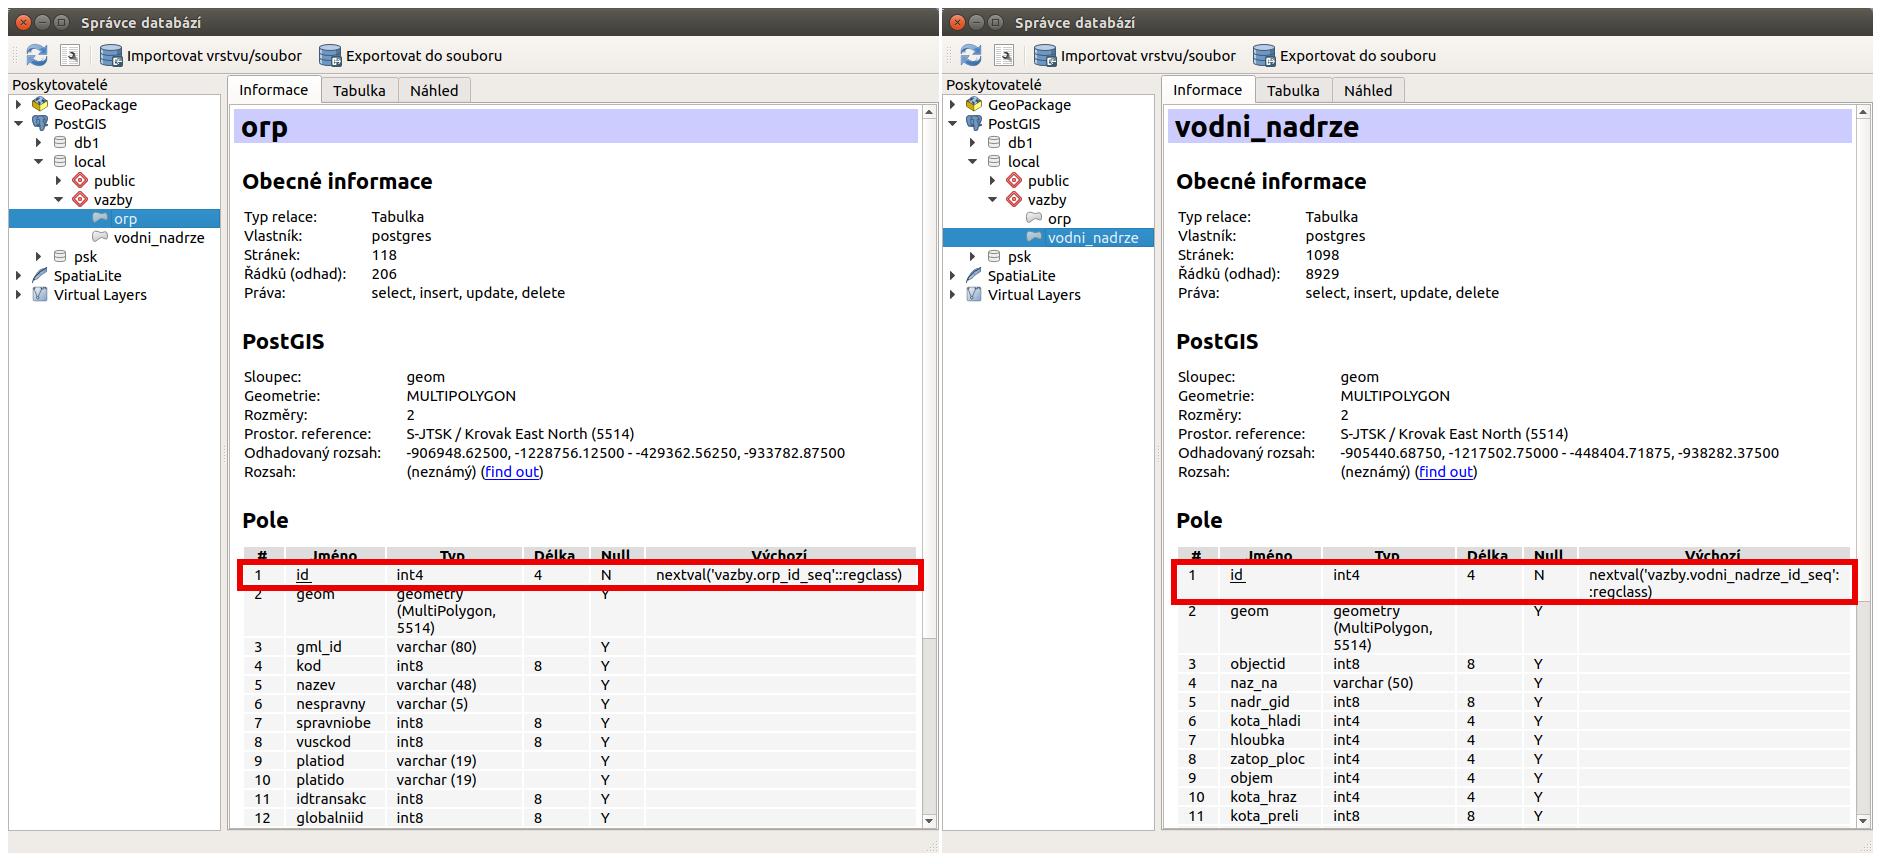 Správce databází
Importovat vrstvu/soubor Exportovat do souboru
Poskytovatelé
GeoPackage
PostGIS
db1
local
public
vazby
orp
vodni_nadrze
psk
SpatiaLite
Virtual Layers
Informace Tabulka Náhled
orp
Obecné informace
Typ relace: Tabulka
Vlastník: postgres
Stránek: 118
Řádků (odhad): 206
Práva: select, insert, update, delete
PostGIS
Sloupec: geom
Geometrie: MULTIPOLYGON
Rozměry: 2
Prostor. reference: S-JTSK / Krovak East North (5514)
Odhadovaný rozsah: -906948.62500, -1228756.12500 - -429362.56250, -933782.87500
Rozsah: (neznámý) (find out)
Pole
# Jméno Typ Délka Null Výchozí
1 id int4 4 N nextval('vazby.orp_id_seq'::regclass)
2 geom geometry Y
(MultiPolygon,
5514)
3 gml_id varchar (80) Y
4 kod int8 8 Y
5 nazev varchar (48) Y
6 nespravny varchar (5) Y
7 spravniobe int8 8 Y
8 vusckod int8 8 Y
9 platiod varchar (19) Y
10 platido varchar (19) Y
11 idtransakc int8 8 Y
12 globalniid int8 8 Y
Správce databází
Importovat vrstvu/soubor Exportovat do souboru
Poskytovatelé
GeoPackage
PostGIS
db1
local
public
vazby
orp
vodni_nadrze
psk
SpatiaLite
Virtual Layers
Informace Tabulka Náhled
vodni_nadrze
Obecné informace
Typ relace: Tabulka
Vlastník: postgres
Stránek: 1098
Řádků (odhad): 8929
Práva: select, insert, update, delete
PostGIS
Sloupec: geom
Geometrie: MULTIPOLYGON
Rozměry: 2
Prostor. reference: S-JTSK / Krovak East North (5514)
Odhadovaný rozsah: -905440.68750, -1217502.75000 - -448404.71875, -938282.37500
Rozsah: (neznámý) (find out)
Pole
# Jméno Typ Délka Null Výchozí
1 id int4 4 N nextval('vazby.vodni_nadrze_id_seq':
:regclass)
2 geom geometry Y
(MultiPolygon,
5514)
3 objectid int8 8 Y
4 naz_na varchar (50) Y
5 nadr_gid int8 8 Y
6 kota_hladi int4 4 Y
7 hloubka int4 4 Y
8 zatop_ploc int4 4 Y
9 objem int4 4 Y
10 kota_hraz int4 4 Y
11 kota_preli int8 8 Y